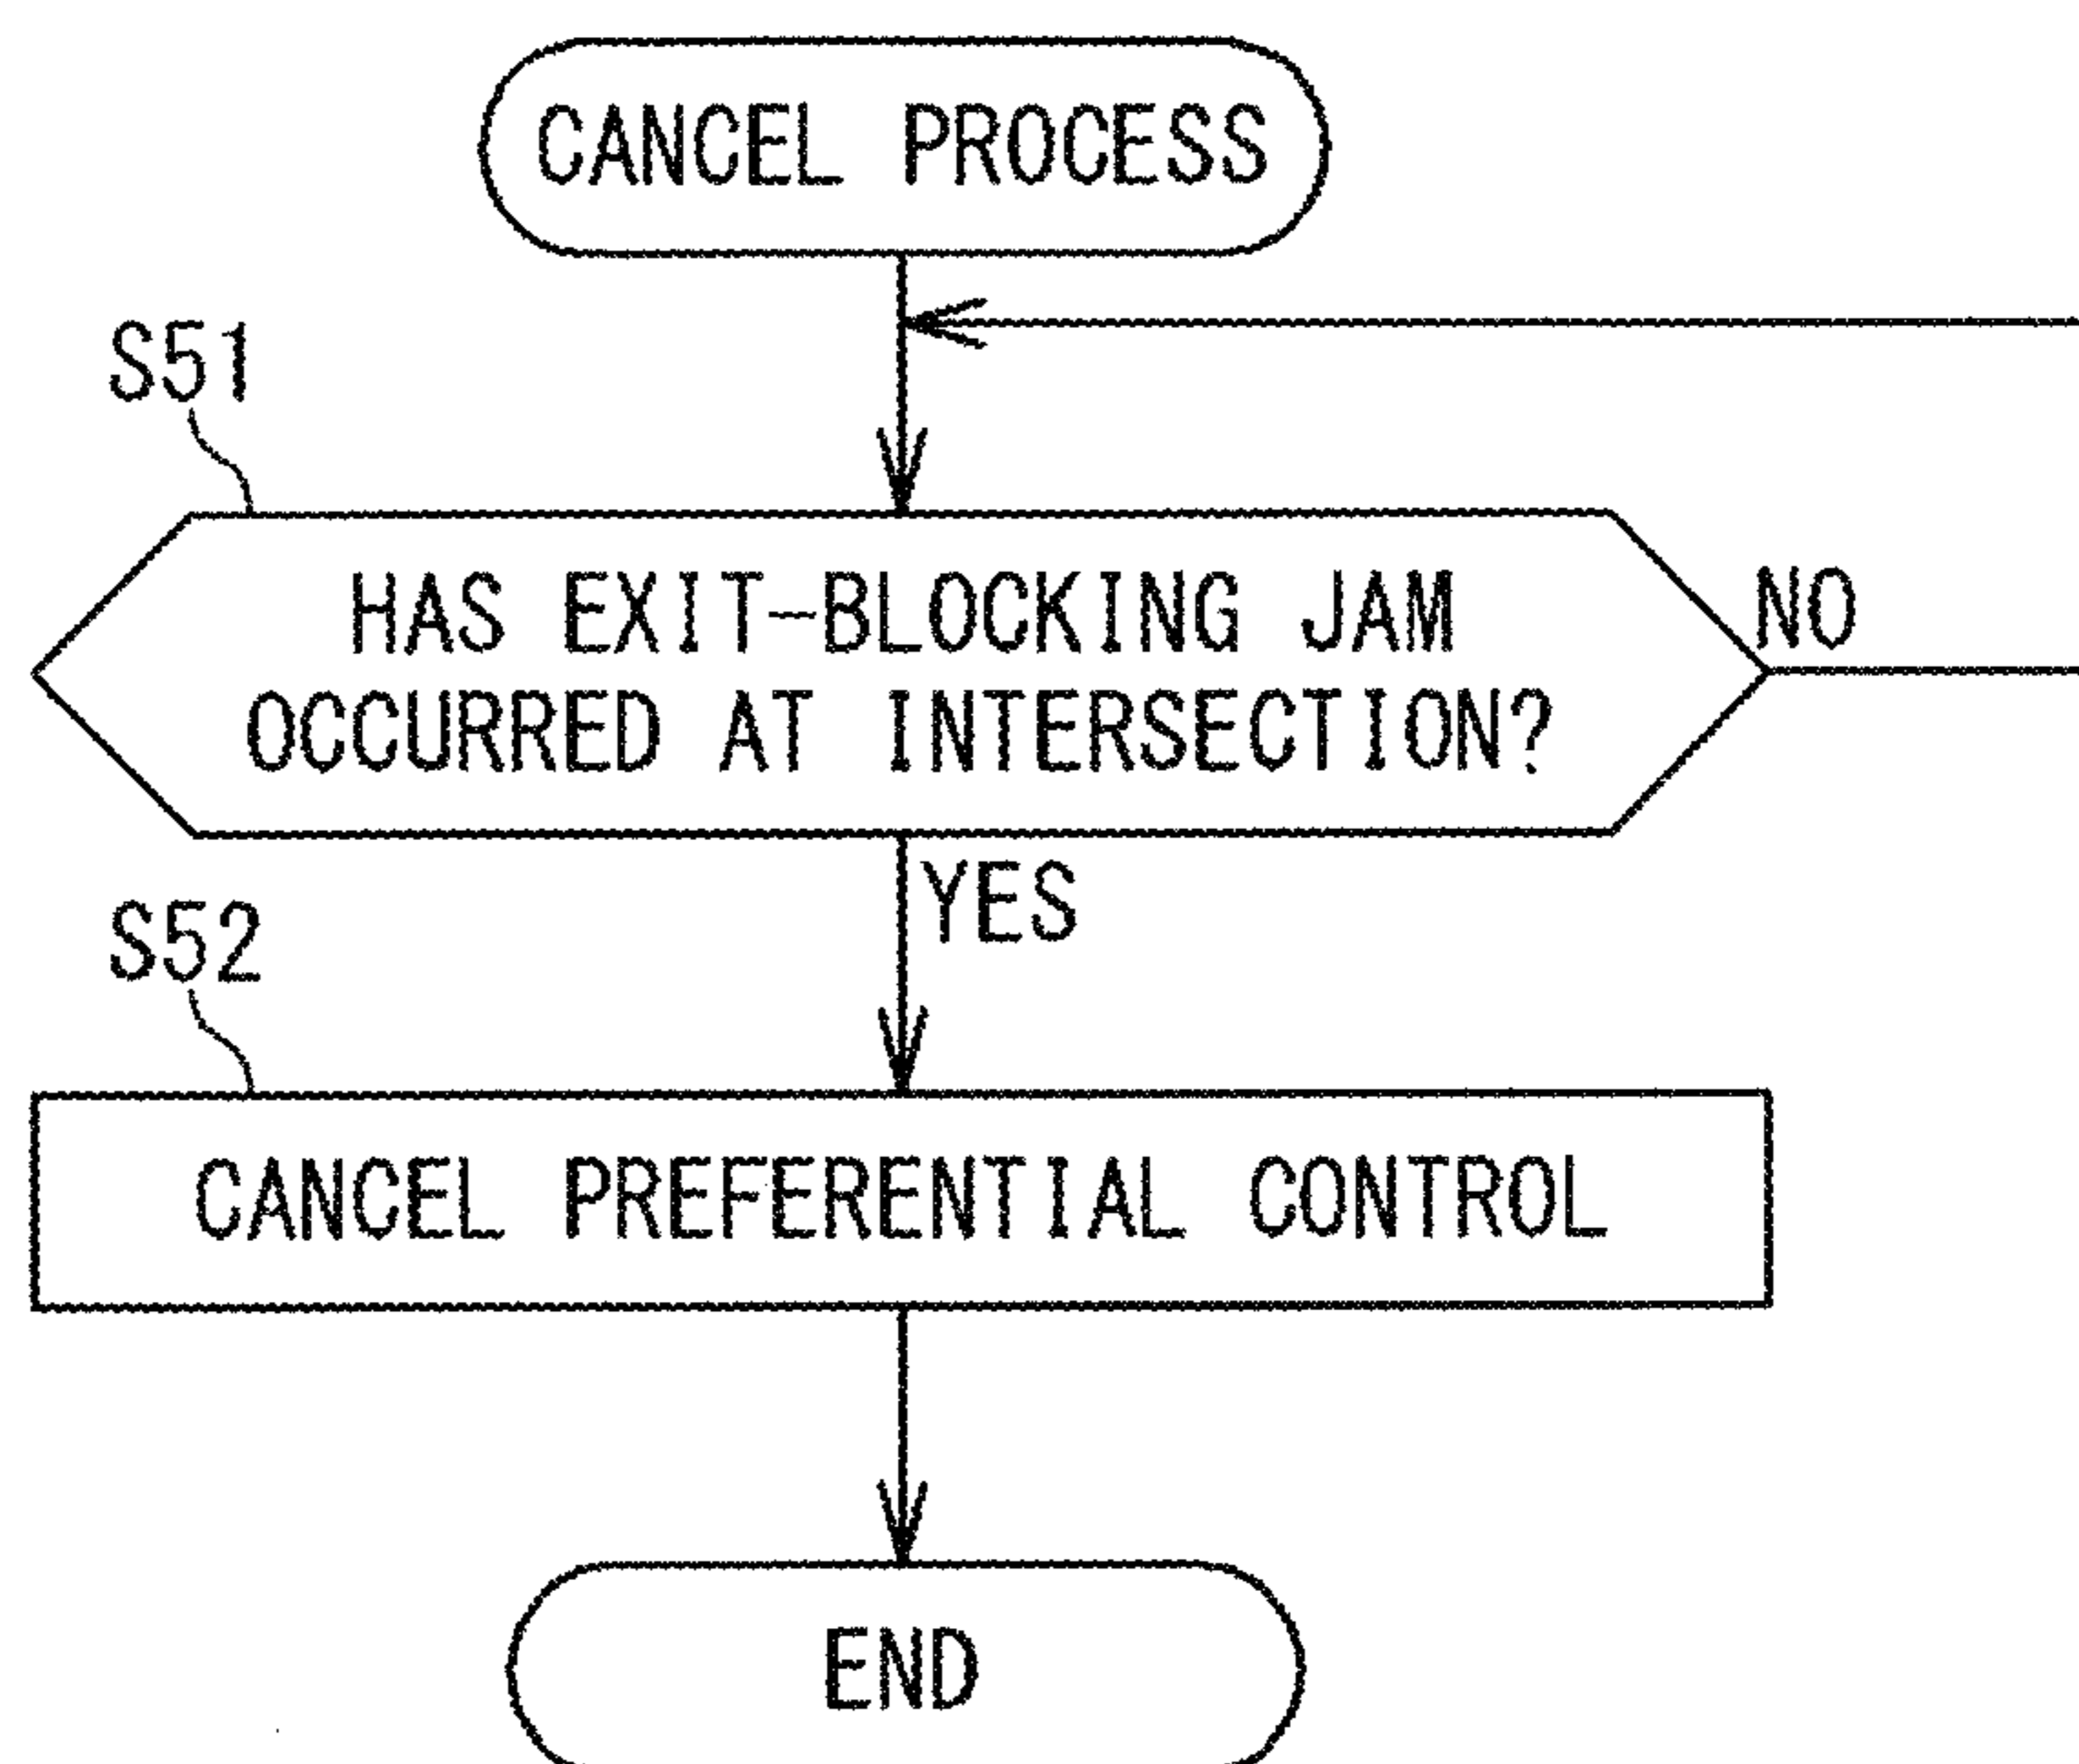 CANCEL PROCESS
S51
HAS EXIT-BLOCKING JAM
OCCURRED AT INTERSECTION?
NO
YES
S52
CANCEL PREFERENTIAL CONTROL
END